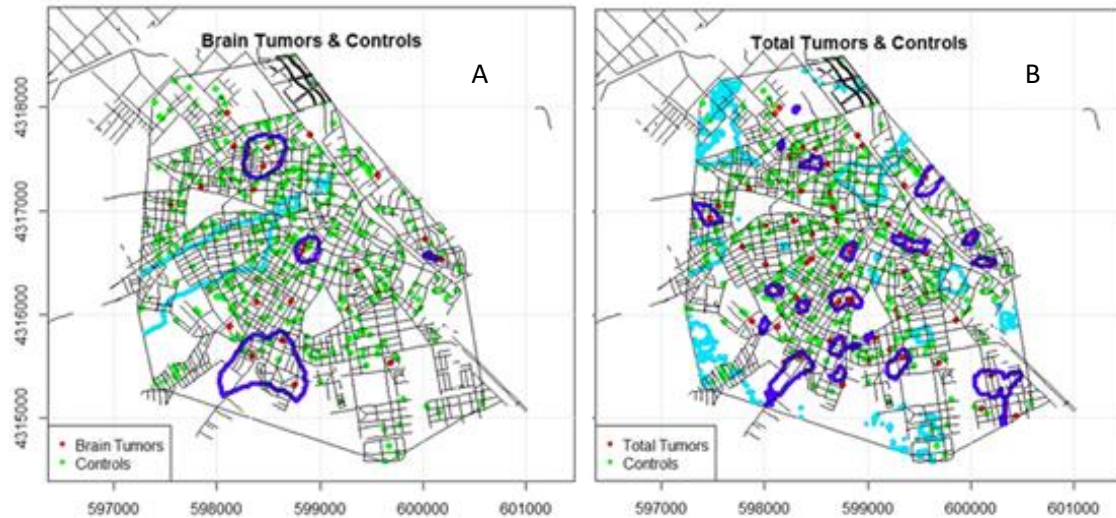 Brain Tumors & Controls
A
4318000
4317000
4316000
4315000
Brain Tumors
Controls
597000 598000 599000 600000 601000
Total Tumors & Controls
B
Total Tumors
Controls
597000 598000 599000 600000 601000